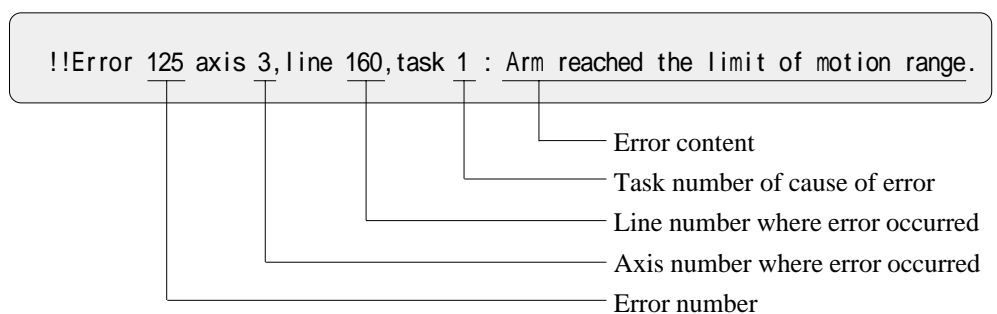 !!Error 125 axis 3,line 160,task 1 : Arm reached the limit of motion range.
Error content
Task number of cause of error
Line number where error occurred
Axis number where error occurred
Error number